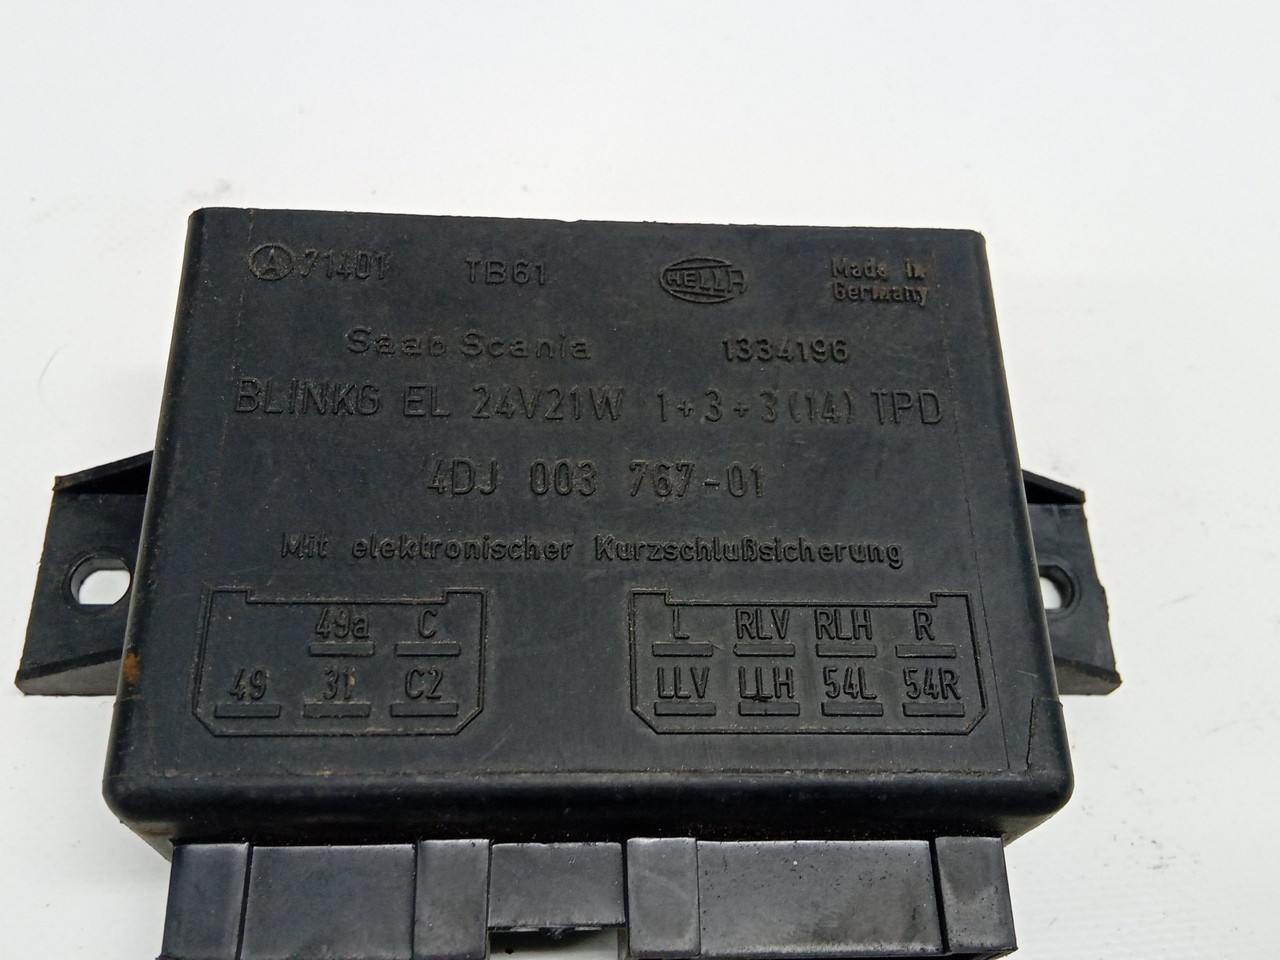 A 71401 TB61 HELLA Made in Germany
Saab Scania 1334196
BLINKG EL 24V21W 1+3+3(14) TPD
4DJ 003 767-01
Mit elektronischer Kurzschlußsicherung
49a C
49 31 C2
L RLV RLH R
LLV LLH 54L 54R